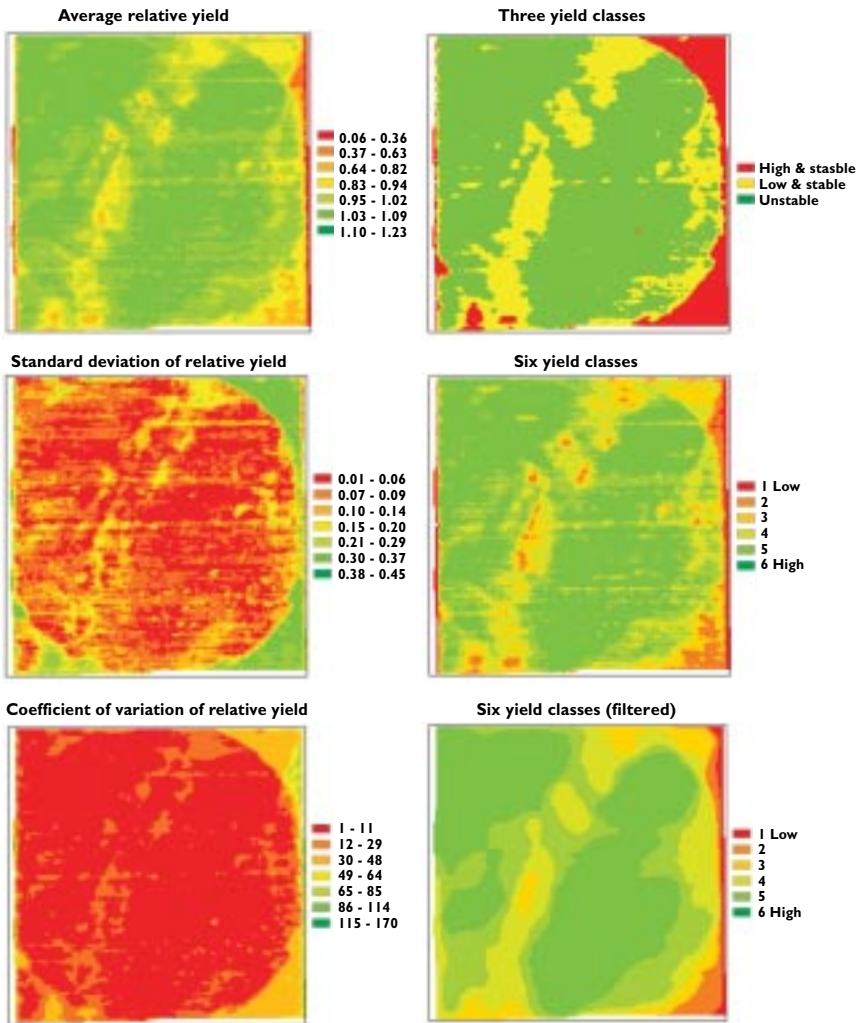 Average relative yield
0.06 - 0.36
0.37 - 0.63
0.64 - 0.82
0.83 - 0.94
0.95 - 1.02
1.03 - 1.09
1.10 - 1.23
Three yield classes
High & stasble
Low & stable
Unstable
Standard deviation of relative yield
0.01 - 0.06
0.07 - 0.09
0.10 - 0.14
0.15 - 0.20
0.21 - 0.29
0.30 - 0.37
0.38 - 0.45
Six yield classes
1 Low
2
3
4
5
6 High
Coefficient of variation of relative yield
1 - 11
12 - 29
30 - 48
49 - 64
65 - 85
86 - 114
115 - 170
Six yield classes (filtered)
1 Low
2
3
4
5
6 High